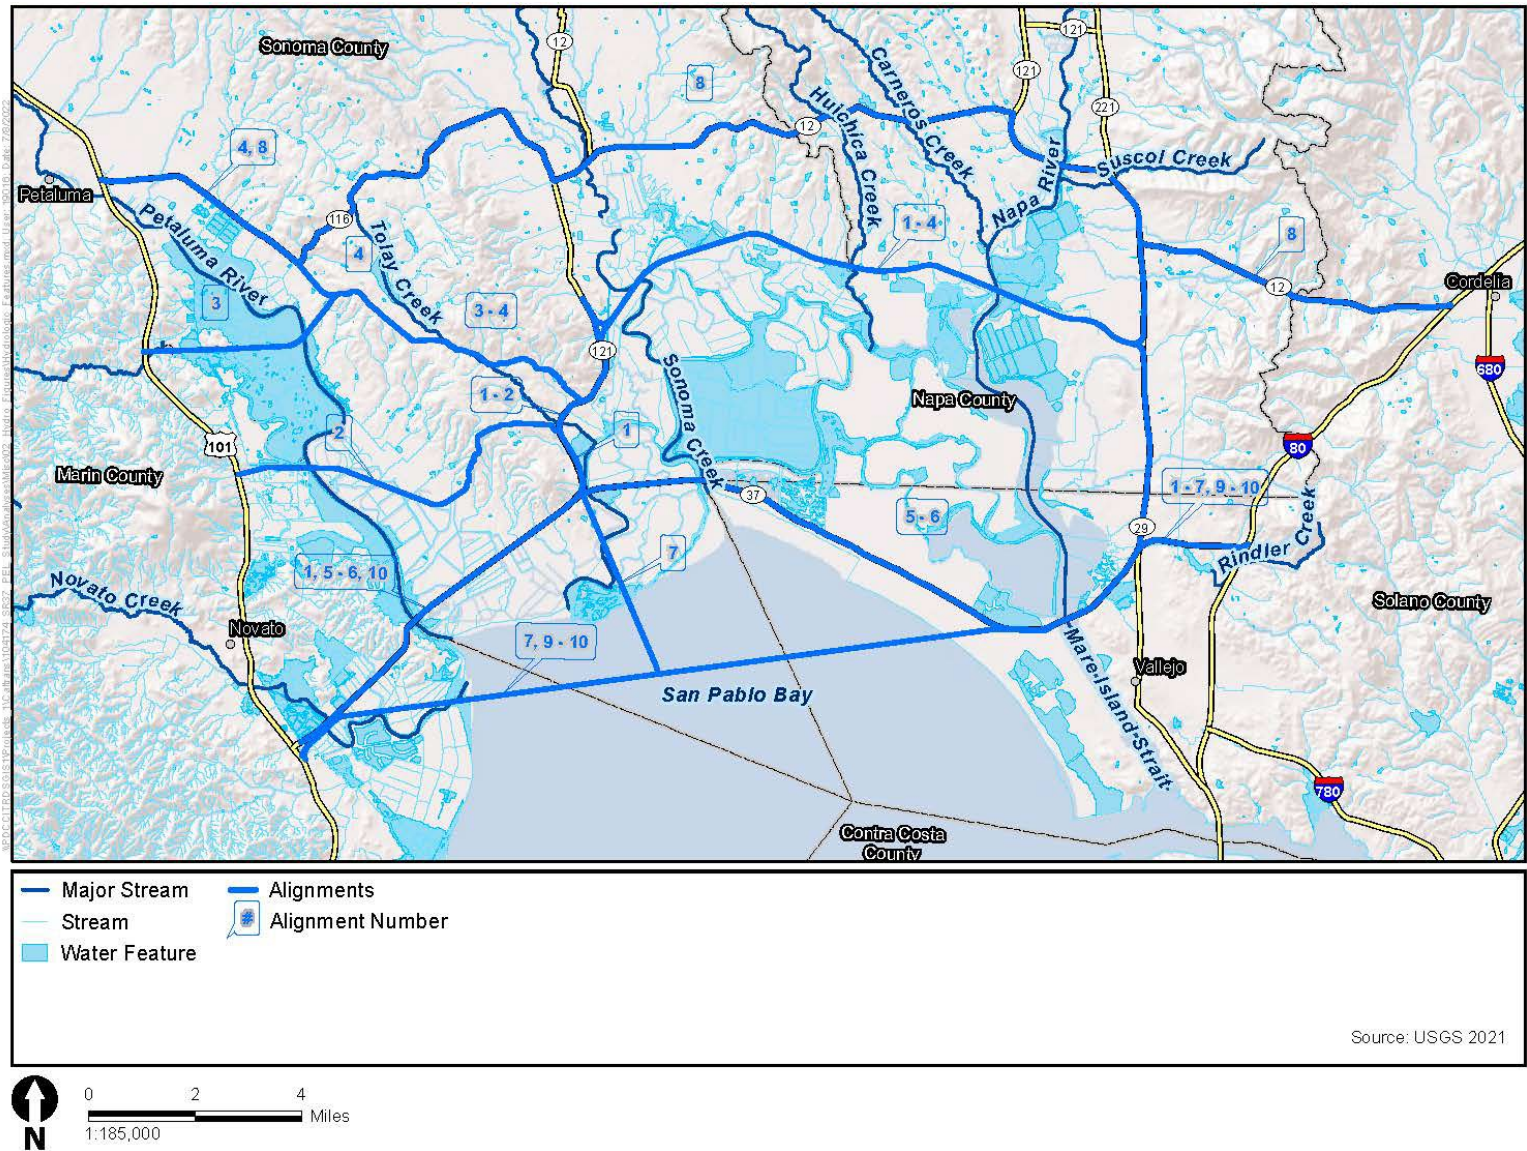 Sonoma County
12
121
121
8
Carneros Creek
Huichica Creek
221
12
4, 8
Suscol Creek
Petaluma
Napa River
116
Petaluma River
Tolay Creek
1 - 4
8
4
12
Cordelia
3
3 - 4
121
680
Sonoma Creek
1 - 2
Napa County
2
1
101
80
Marin County
37
1 - 7, 9 - 10
5 - 6
29
Rindler Creek
7
1, 5 - 6, 10
Novato Creek
Solano County
Novato
7, 9 - 10
Mare Island Strait
Vallejo
San Pablo Bay
780
Contra Costa
County
Major Stream
Alignments
Stream
#
Alignment Number
Water Feature
Source: USGS 2021
0 2 4
Miles
1:185,000
N